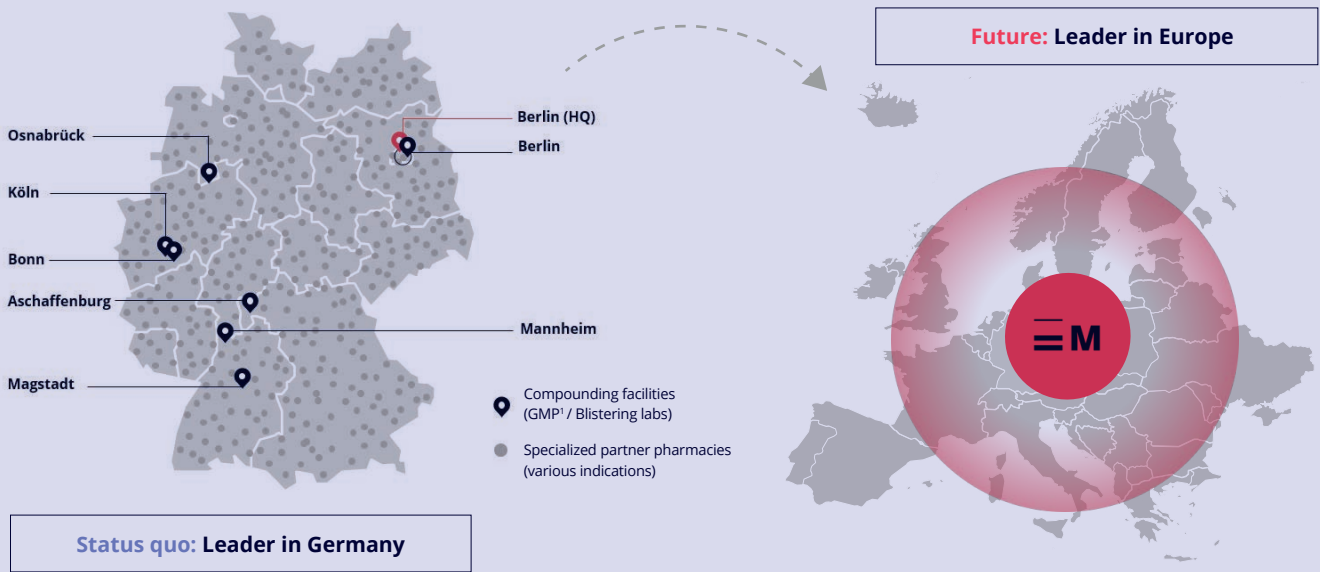 Future: Leader in Europe
Berlin (HQ)
Osnabrück
Berlin
Köln
Bonn
Aschaffenburg
Mannheim
Magstadt
Compounding facilities
(GMP¹ / Blistering labs)
Specialized partner pharmacies
(various indications)
M
Status quo: Leader in Germany